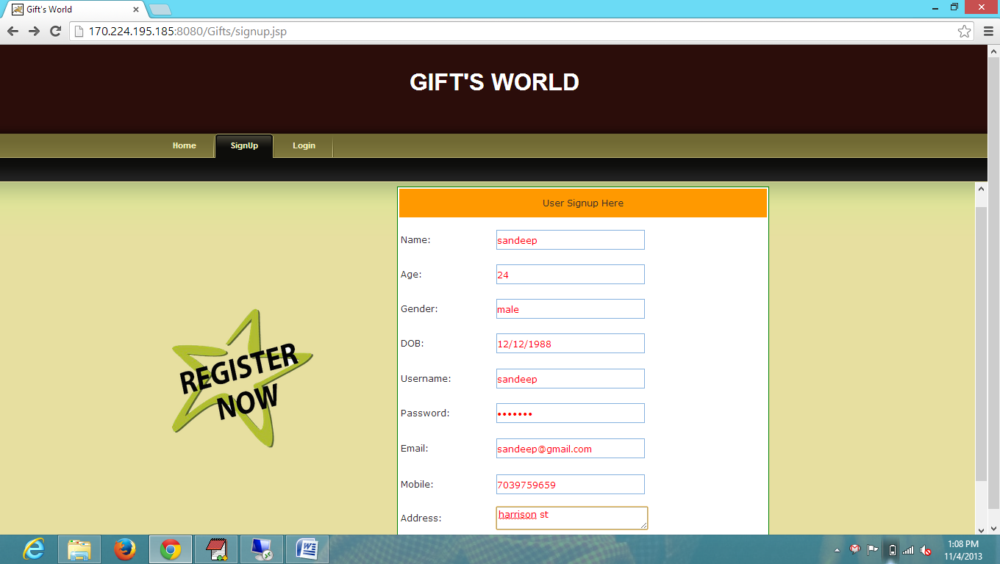 Gift's World
170.224.195.185:8080/Gifts/signup.jsp
GIFT'S WORLD
Home SignUp Login
User Signup Here
Name: sandeep
Age: 24
Gender: male
DOB: 12/12/1988
Username: sandeep
Password: •••••••
Email: sandeep@gmail.com
Mobile: 7039759659
Address: harrison st
REGISTER
NOW
1:08 PM
11/4/2013